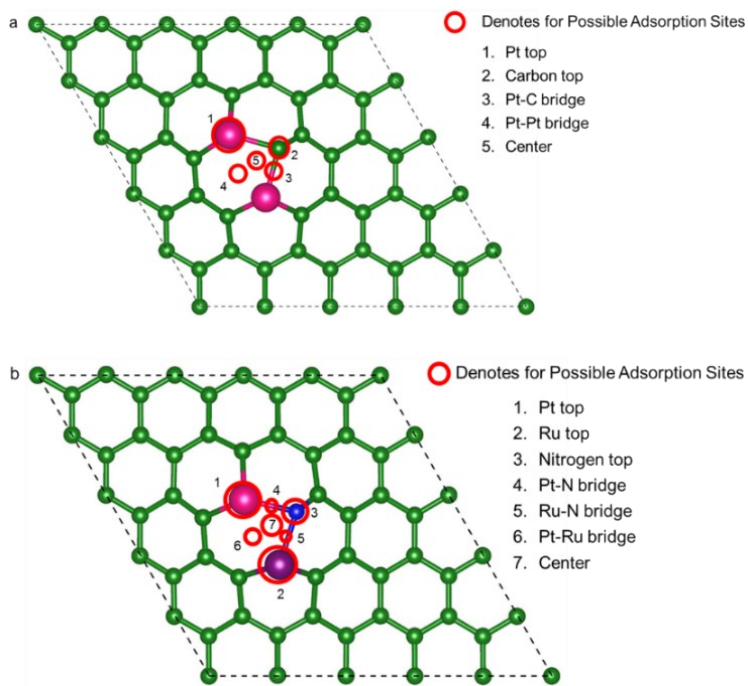 a
Denotes for Possible Adsorption Sites
1. Pt top
2. Carbon top
3. Pt-C bridge
4. Pt-Pt bridge
5. Center
1
2
5
3
4
b
Denotes for Possible Adsorption Sites
1. Pt top
2. Ru top
3. Nitrogen top
4. Pt-N bridge
5. Ru-N bridge
6. Pt-Ru bridge
7. Center
1
4
3
7
6
5
2